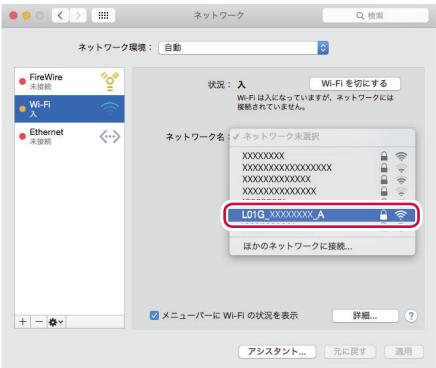 ネットワーク
検索
ネットワーク環境： 自動
FireWire
未接続
Wi-Fi
入
Ethernet
未接続
状況： 入
Wi-Fi を切にする
Wi-Fi は入になっていますが、ネットワークには
接続されていません。
ネットワーク名： ✓ ネットワーク未選択
XXXXXXXX
XXXXXXXXXXXXXXXXX
XXXXXXXXXXXXX
XXXXXXXXXXXXXX
L01G_XXXXXXXX_A
ほかのネットワークに接続...
メニューバーに Wi-Fi の状況を表示
詳細...
?
アシスタント...
元に戻す
適用